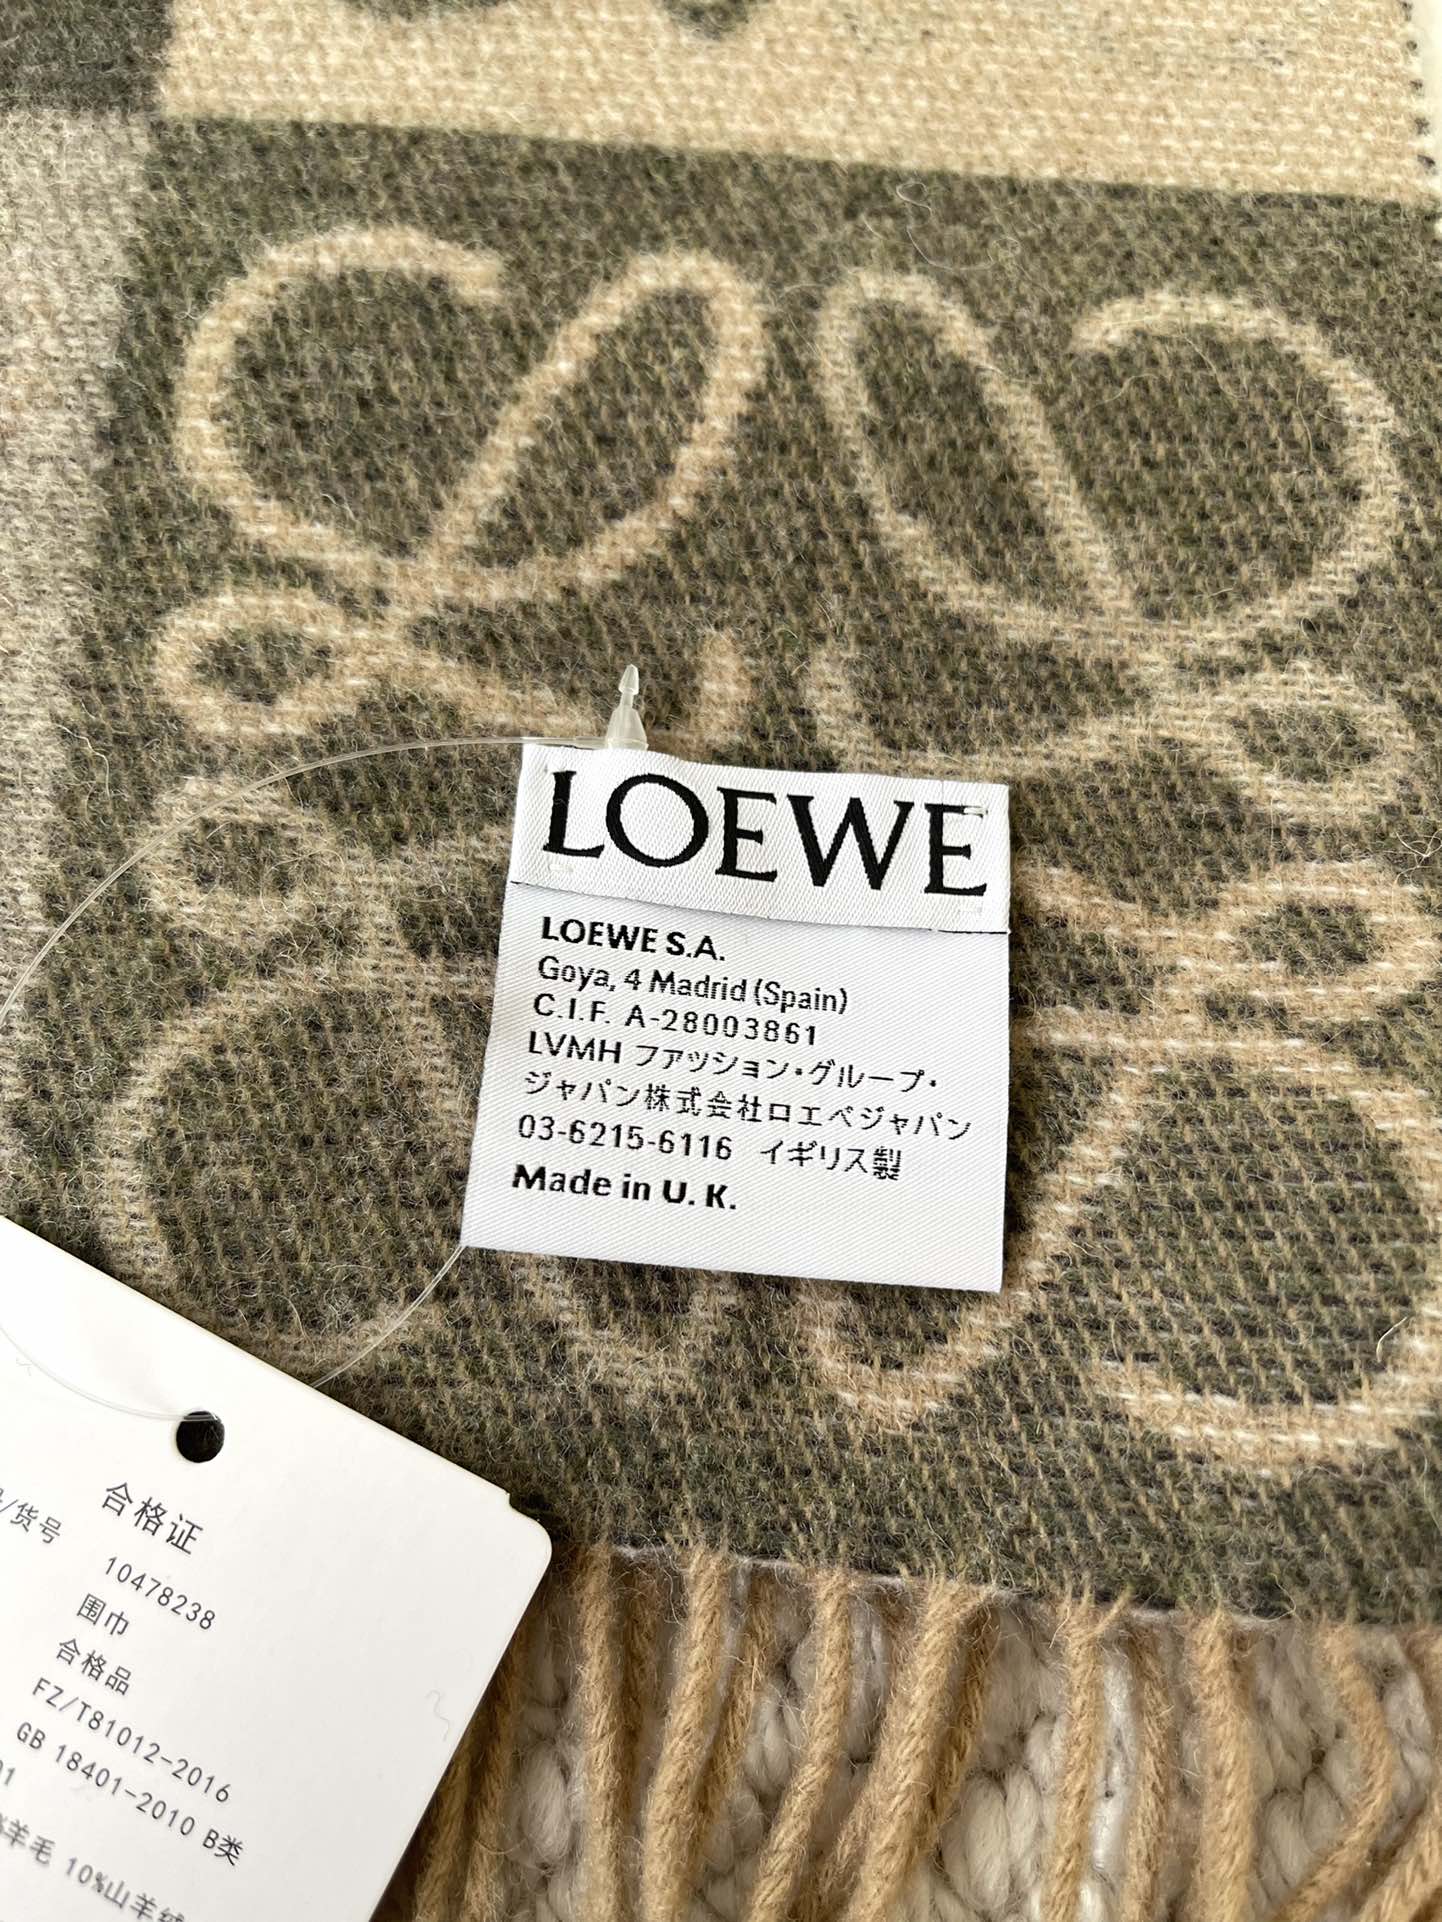 LOEWE
LOEWE S.A.
Goya, 4 Madrid (Spain)
C.I.F. A-28003861
LVMH ファッション・グループ・
ジャパン株式会社ロエベジャパン
03-6215-6116 イギリス製
Made in U. K.
合格证
/货号 10478238
围巾
合格品
FZ/T81012-2016
GB 18401-2010 B类
01
%羊毛 10%山羊绒